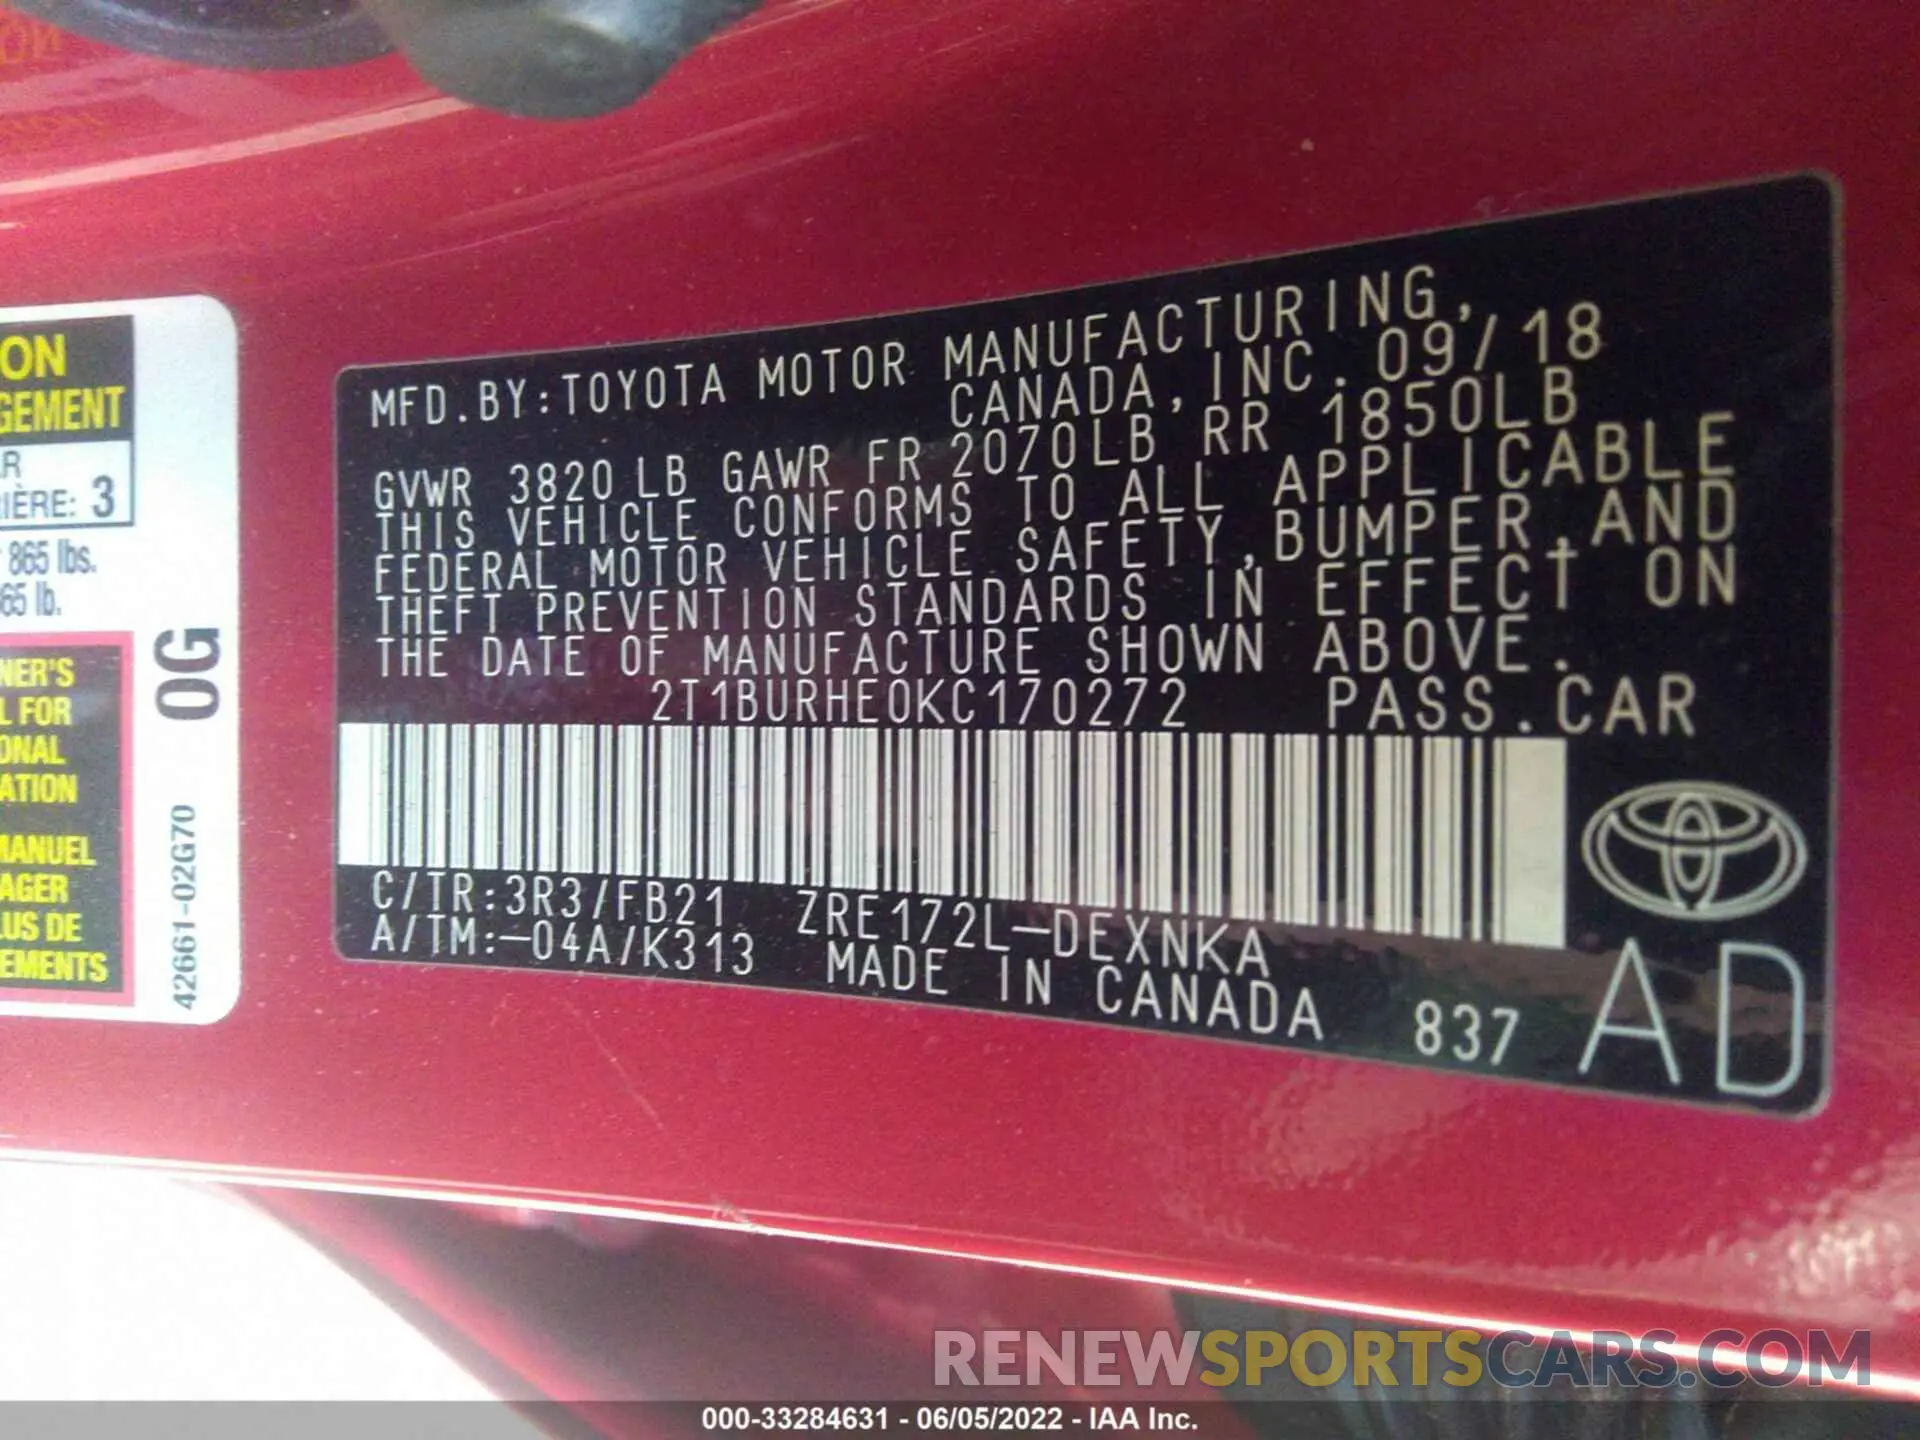 ON
GEMENT
AR
IÈRE: 3
865 lbs.
65 lb.
NER'S
L FOR
ONAL
ATION
MANUEL
AGER
LUS DE
EMENTS
0G
42661-02G70
MFD.BY:TOYOTA MOTOR MANUFACTURING,
CANADA, INC. 09/18
GVWR 3820 LB GAWR FR 2070LB RR 1850LB
THIS VEHICLE CONFORMS TO ALL APPLICABLE
FEDERAL MOTOR VEHICLE SAFETY,BUMPER,AND
THEFT PREVENTION STANDARDS IN EFFECT ON
THE DATE OF MANUFACTURE SHOWN ABOVE.
2T1BURHE0KC170272 PASS.CAR
C/TR:3R3/FB21 ZRE172L-DEXNKA
A/TM:-04A/K313 MADE IN CANADA 837 AD
RENEWSPORTSCARS.COM
000-33284631 - 06/05/2022 - IAA Inc.